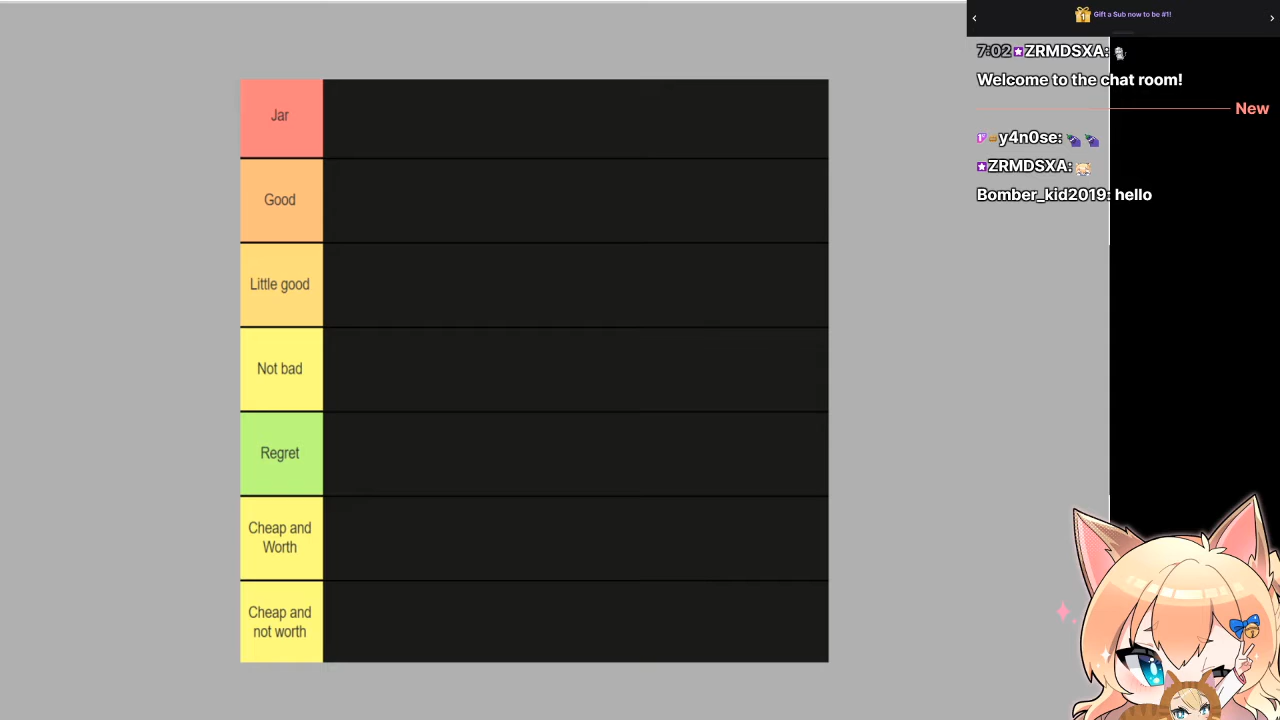 Jar
Good
Little good
Not bad
Regret
Cheap and
Worth
Cheap and
not worth
1 Gift a Sub now to be #1!
7:02 ZRMDSXA:
Welcome to the chat room!
New
y4n0se:
ZRMDSXA:
Bomber_kid2019: hello